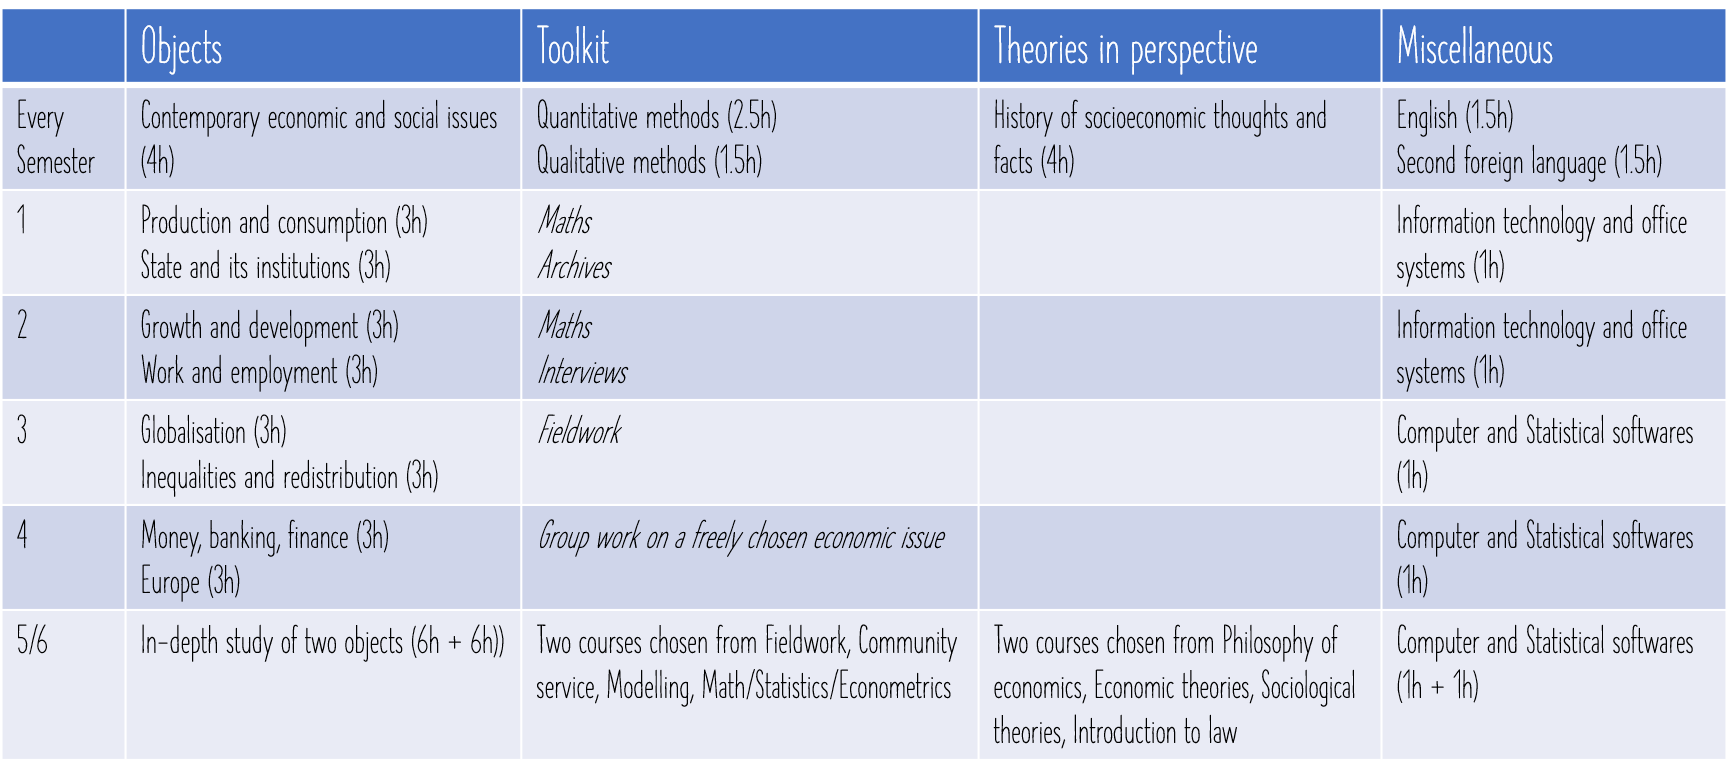 Objects
Toolkit
Theories in perspective
Miscellaneous
Every
Semester
Contemporary economic and social issues
(4h)
Quantitative methods (2.5h)
Qualitative methods (1.5h)
History of socioeconomic thoughts and
facts (4h)
English (1.5h)
Second foreign language (1.5h)
1
Production and consumption (3h)
State and its institutions (3h)
Maths
Archives
Information technology and office
systems (1h)
2
Growth and development (3h)
Work and employment (3h)
Maths
Interviews
Information technology and office
systems (1h)
3
Globalisation (3h)
Inequalities and redistribution (3h)
Fieldwork
Computer and Statistical softwares
(1h)
4
Money, banking, finance (3h)
Europe (3h)
Group work on a freely chosen economic issue
Computer and Statistical softwares
(1h)
5/6
In-depth study of two objects (6h + 6h))
Two courses chosen from Fieldwork, Community
service, Modelling, Math/Statistics/Econometrics
Two courses chosen from Philosophy of
economics, Economic theories, Sociological
theories, Introduction to law
Computer and Statistical softwares
(1h + 1h)